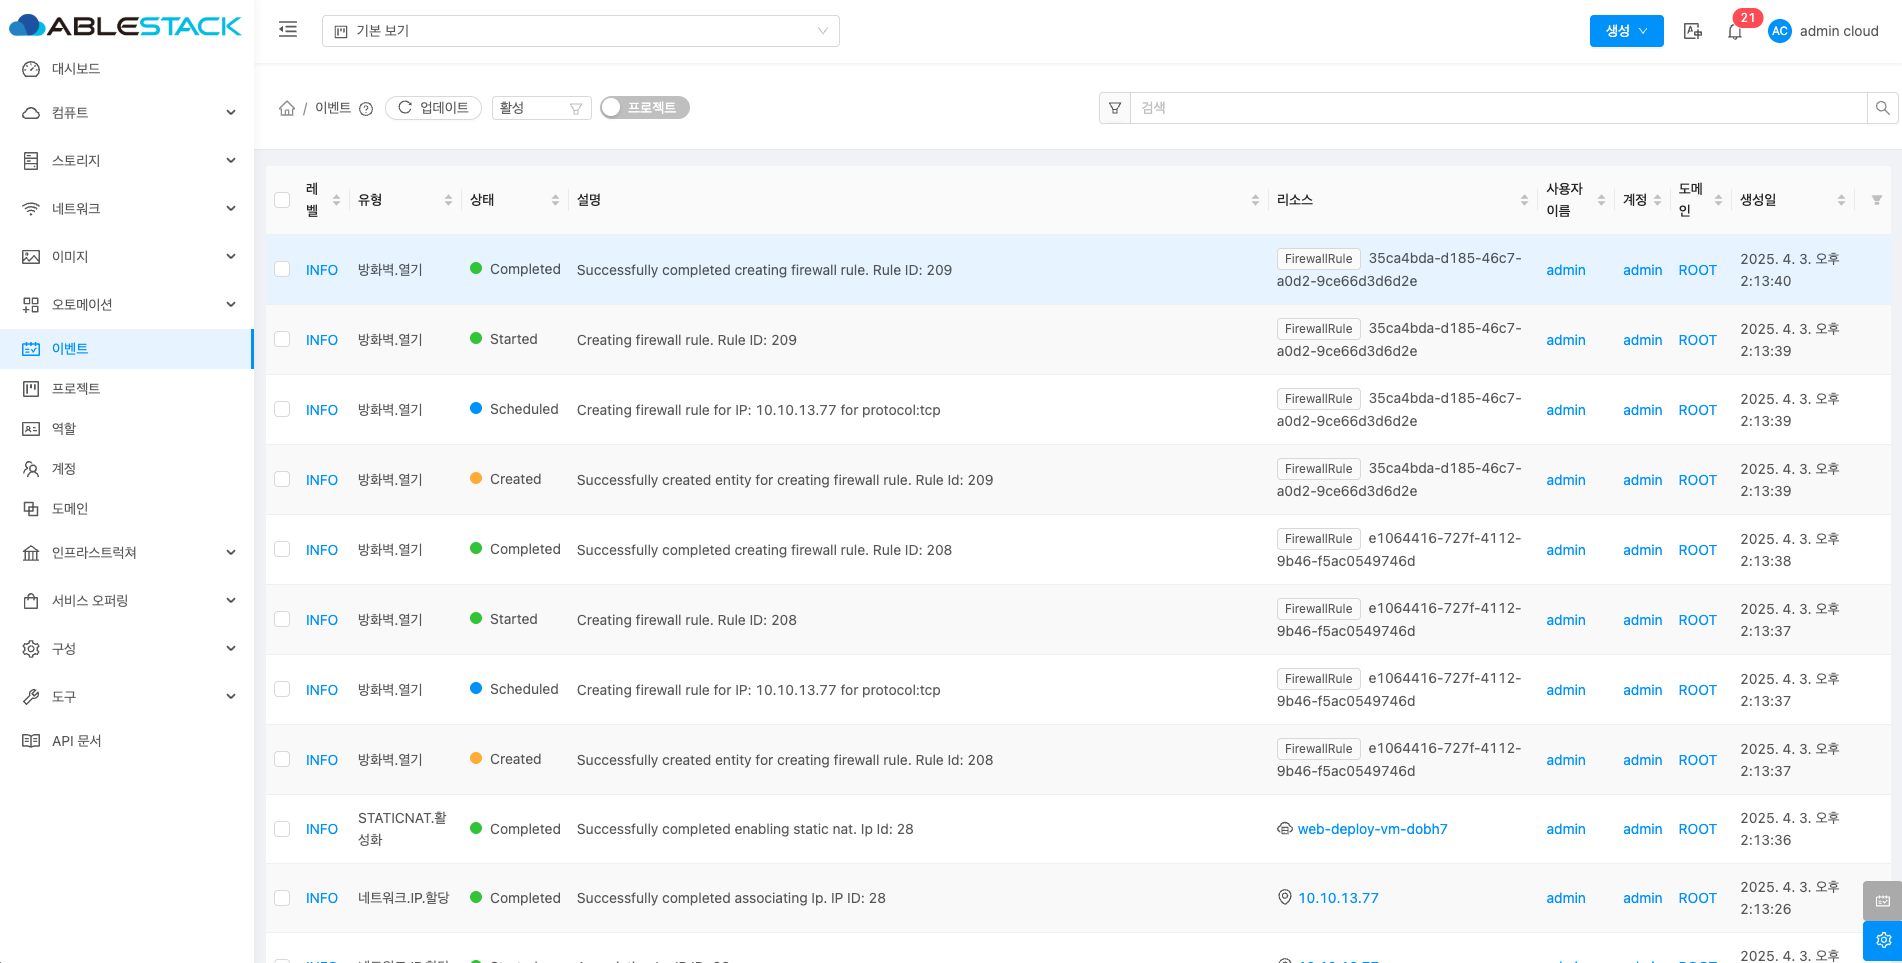 ABLESTACK
기본 보기
생성
21
AC
admin cloud
대시보드
컴퓨트
스토리지
네트워크
이미지
오토메이션
이벤트
프로젝트
역할
계정
도메인
인프라스트럭쳐
서비스 오퍼링
구성
도구
API 문서
/ 이벤트
업데이트
활성
프로젝트
검색
레벨 유형 상태 설명 리소스 사용자 이름 계정 도메인 생성일
INFO 방화벽.열기 Completed Successfully completed creating firewall rule. Rule ID: 209 FirewallRule 35ca4bda-d185-46c7-a0d2-9ce66d3d6d2e admin admin ROOT 2025. 4. 3. 오후 2:13:40
INFO 방화벽.열기 Started Creating firewall rule. Rule ID: 209 FirewallRule 35ca4bda-d185-46c7-a0d2-9ce66d3d6d2e admin admin ROOT 2025. 4. 3. 오후 2:13:39
INFO 방화벽.열기 Scheduled Creating firewall rule for IP: 10.10.13.77 for protocol:tcp FirewallRule 35ca4bda-d185-46c7-a0d2-9ce66d3d6d2e admin admin ROOT 2025. 4. 3. 오후 2:13:39
INFO 방화벽.열기 Created Successfully created entity for creating firewall rule. Rule Id: 209 FirewallRule 35ca4bda-d185-46c7-a0d2-9ce66d3d6d2e admin admin ROOT 2025. 4. 3. 오후 2:13:39
INFO 방화벽.열기 Completed Successfully completed creating firewall rule. Rule ID: 208 FirewallRule e1064416-727f-4112-9b46-f5ac0549746d admin admin ROOT 2025. 4. 3. 오후 2:13:38
INFO 방화벽.열기 Started Creating firewall rule. Rule ID: 208 FirewallRule e1064416-727f-4112-9b46-f5ac0549746d admin admin ROOT 2025. 4. 3. 오후 2:13:37
INFO 방화벽.열기 Scheduled Creating firewall rule for IP: 10.10.13.77 for protocol:tcp FirewallRule e1064416-727f-4112-9b46-f5ac0549746d admin admin ROOT 2025. 4. 3. 오후 2:13:37
INFO 방화벽.열기 Created Successfully created entity for creating firewall rule. Rule Id: 208 FirewallRule e1064416-727f-4112-9b46-f5ac0549746d admin admin ROOT 2025. 4. 3. 오후 2:13:37
INFO STATICNAT.활성화 Completed Successfully completed enabling static nat. Ip Id: 28 web-deploy-vm-dobh7 admin admin ROOT 2025. 4. 3. 오후 2:13:36
INFO 네트워크.IP.할당 Completed Successfully completed associating Ip. IP ID: 28 10.10.13.77 admin admin ROOT 2025. 4. 3. 오후 2:13:26
2025. 4. 3. 오후